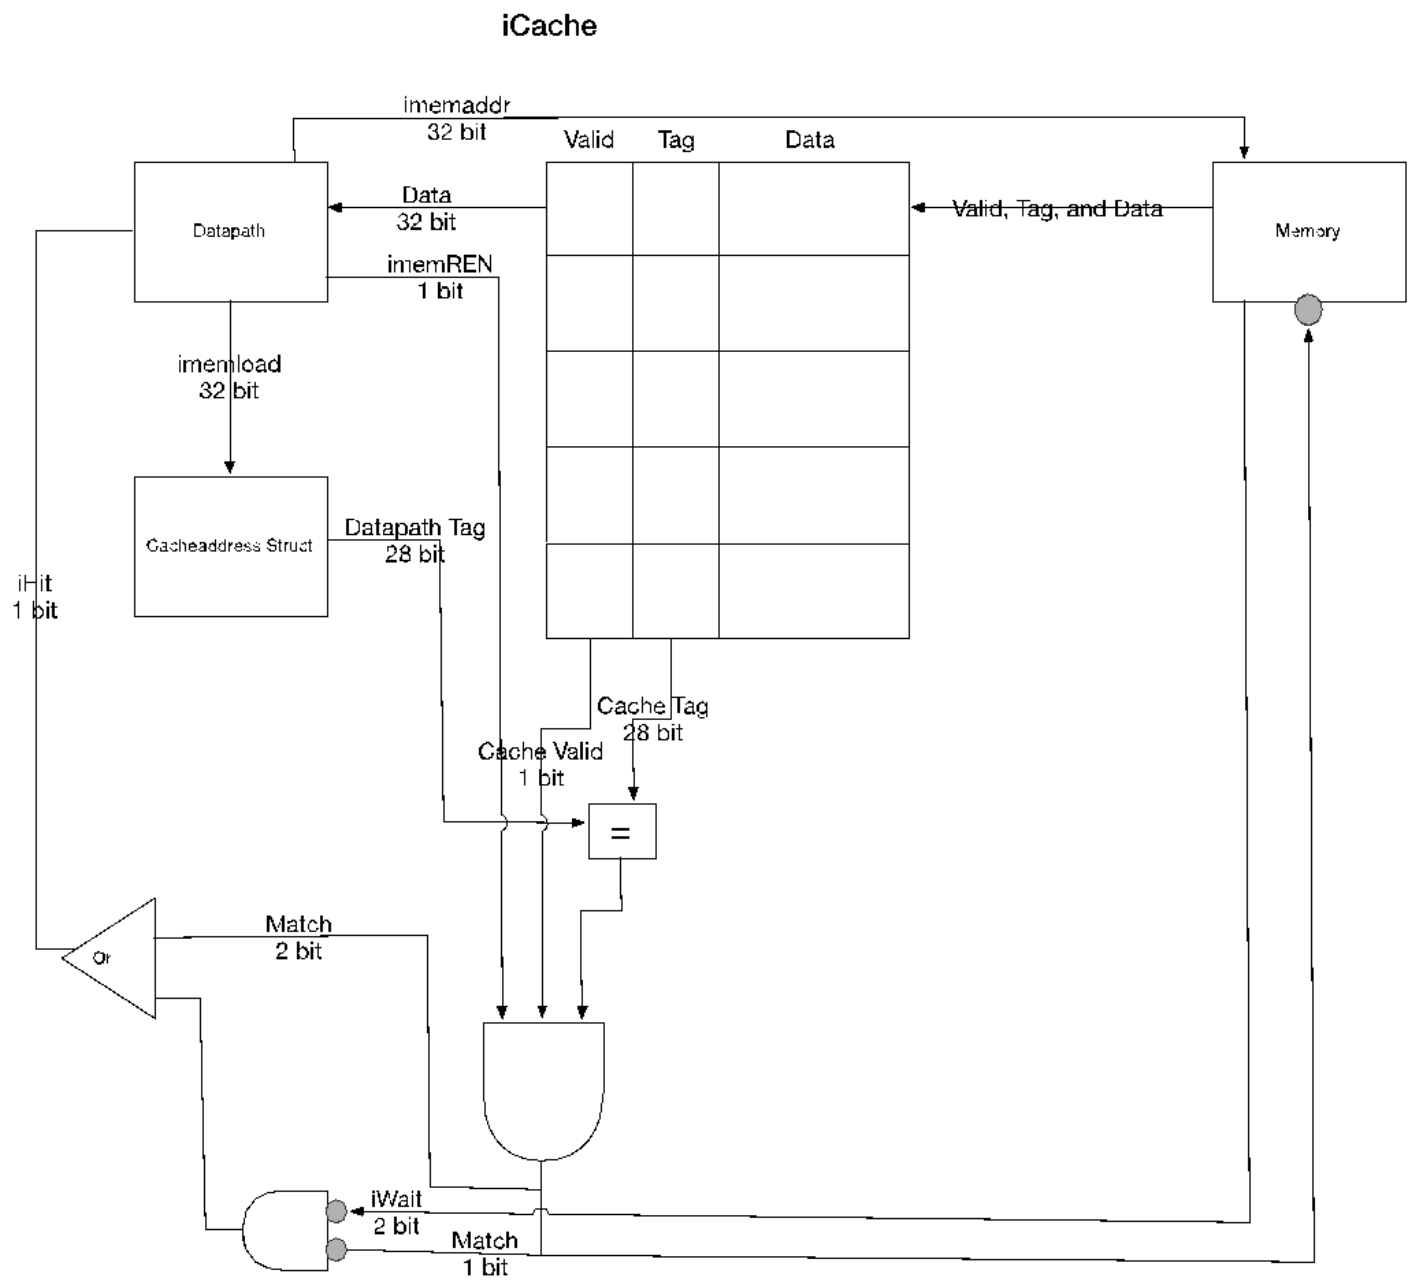 iCache
imemaddr
32 bit
Valid
Tag
Data
Data
32 bit
Valid, Tag, and Data
Datapath
Memory
imemREN
1 bit
imemload
32 bit
Datapath Tag
28 bit
Cacheaddress Struct
iHit
1 bit
Cache Tag
28 bit
Cache Valid
1 bit
=
Match
2 bit
Or
iWait
2 bit
Match
1 bit